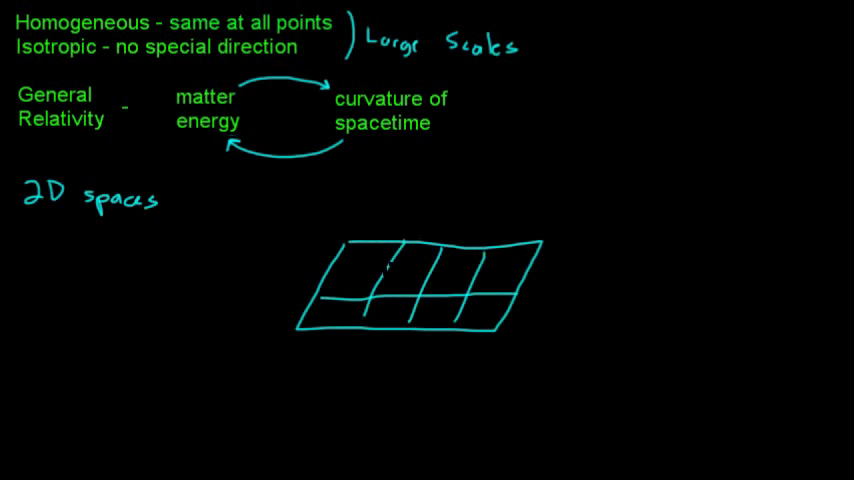 Homogeneous - same at all points
Isotropic - no special direction
Large Scales
General Relativity -
matter energy
curvature of spacetime
2D spaces